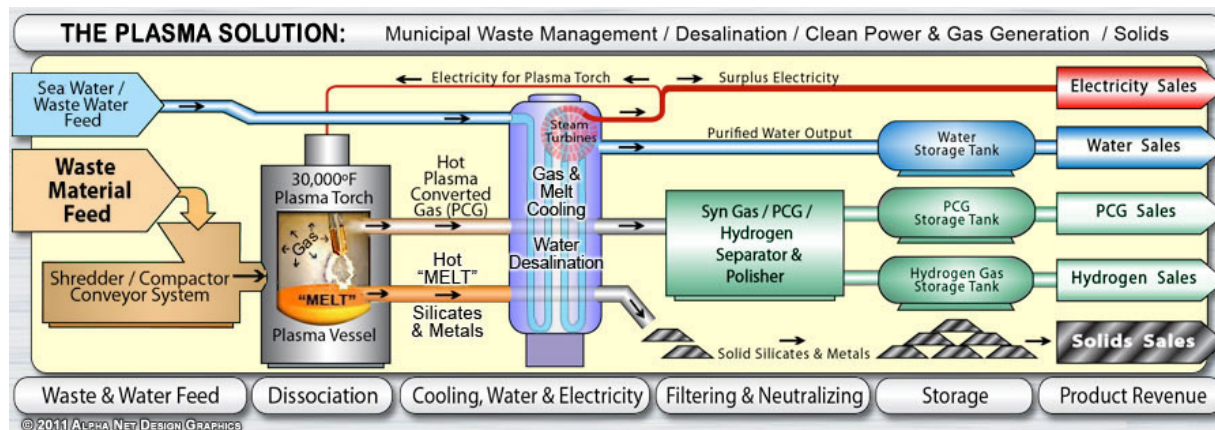 THE PLASMA SOLUTION: Municipal Waste Management / Desalination / Clean Power & Gas Generation / Solids
Sea Water /
Waste Water
Feed
Electricity for Plasma Torch
Surplus Electricity
Electricity Sales
Steam
Turbines
Purified Water Output
Water
Storage Tank
Water Sales
Waste
Material
Feed
30,000ºF
Plasma Torch
Hot
Plasma
Converted
Gas (PCG)
Gas &
Melt
Cooling
Gas
Syn Gas / PCG /
Hydrogen
Separator &
Polisher
PCG
Storage Tank
PCG Sales
Shredder / Compactor
Conveyor System
Water
Desalination
Hot
"MELT"
"MELT"
Silicates
& Metals
Hydrogen Gas
Storage Tank
Hydrogen Sales
Plasma Vessel
Solid Silicates & Metals
Solids Sales
Waste & Water Feed
Dissociation
Cooling, Water & Electricity
Filtering & Neutralizing
Storage
Product Revenue
© 2011 Alpha Net Design Graphics